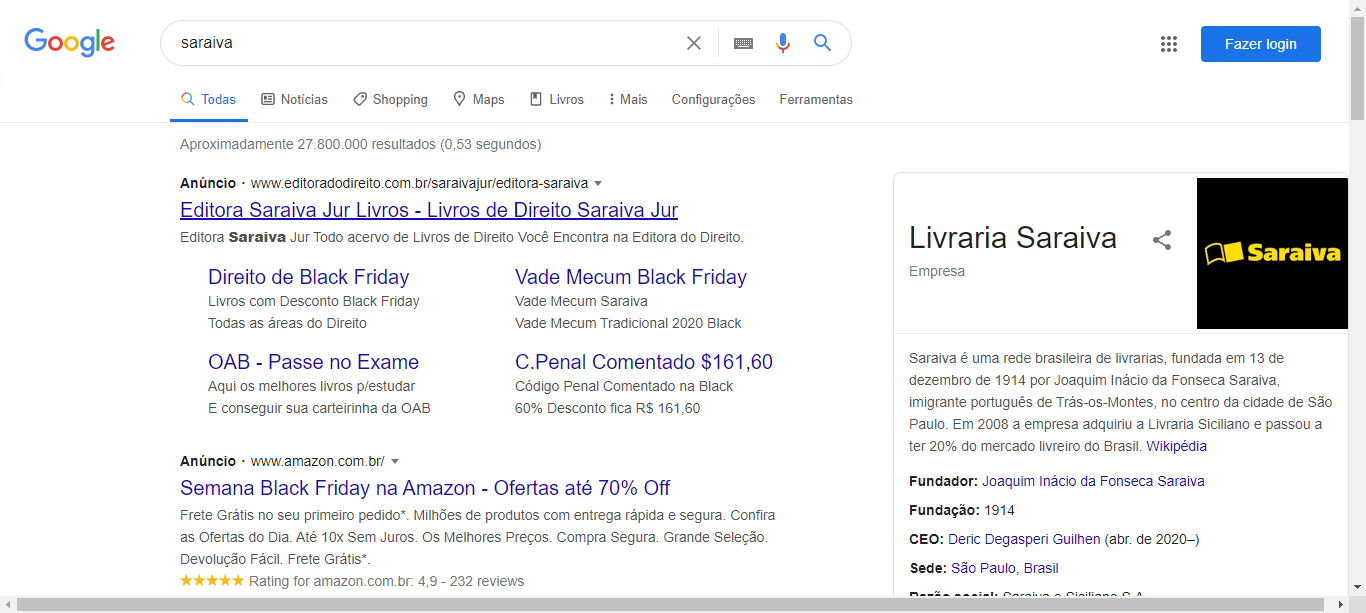 Google
saraiva
Fazer login
Todas
Notícias
Shopping
Maps
Livros
Mais
Configurações
Ferramentas
Aproximadamente 27.800.000 resultados (0,53 segundos)
Anúncio · www.editoradodireito.com.br/saraivajur/editora-saraiva
Editora Saraiva Jur Livros - Livros de Direito Saraiva Jur
Editora Saraiva Jur Todo acervo de Livros de Direito Você Encontra na Editora do Direito.
Direito de Black Friday
Livros com Desconto Black Friday
Todas as áreas do Direito
Vade Mecum Black Friday
Vade Mecum Saraiva
Vade Mecum Tradicional 2020 Black
OAB - Passe no Exame
Aqui os melhores livros p/estudar
E conseguir sua carteirinha da OAB
C.Penal Comentado $161,60
Código Penal Comentado na Black
60% Desconto fica R$ 161,60
Anúncio · www.amazon.com.br/
Semana Black Friday na Amazon - Ofertas até 70% Off
Frete Grátis no seu primeiro pedido*. Milhões de produtos com entrega rápida e segura. Confira
as Ofertas do Dia. Até 10x Sem Juros. Os Melhores Preços. Compra Segura. Grande Seleção.
Devolução Fácil. Frete Grátis*.
Rating for amazon.com.br: 4,9 - 232 reviews
Livraria Saraiva
Empresa
Saraiva
Saraiva é uma rede brasileira de livrarias, fundada em 13 de
dezembro de 1914 por Joaquim Inácio da Fonseca Saraiva,
imigrante português de Trás-os-Montes, no centro da cidade de São
Paulo. Em 2008 a empresa adquiriu a Livraria Siciliano e passou a
ter 20% do mercado livreiro do Brasil. Wikipédia
Fundador: Joaquim Inácio da Fonseca Saraiva
Fundação: 1914
CEO: Deric Degasperi Guilhen (abr. de 2020–)
Sede: São Paulo, Brasil
Razão social: Saraiva e Siciliano S.A.